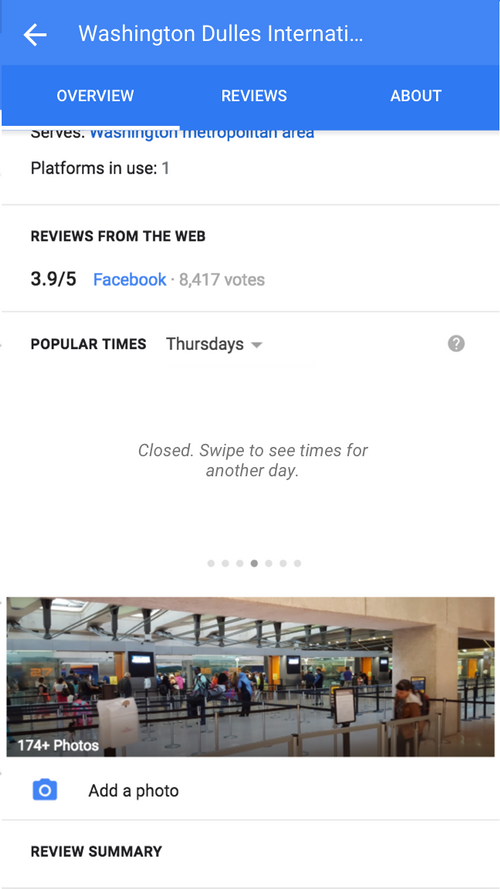 Washington Dulles Internati...
OVERVIEW REVIEWS ABOUT
Serves: Washington metropolitan area
Platforms in use: 1
REVIEWS FROM THE WEB
3.9/5 Facebook · 8,417 votes
POPULAR TIMES Thursdays
?
Closed. Swipe to see times for
another day.
174+ Photos
Add a photo
REVIEW SUMMARY